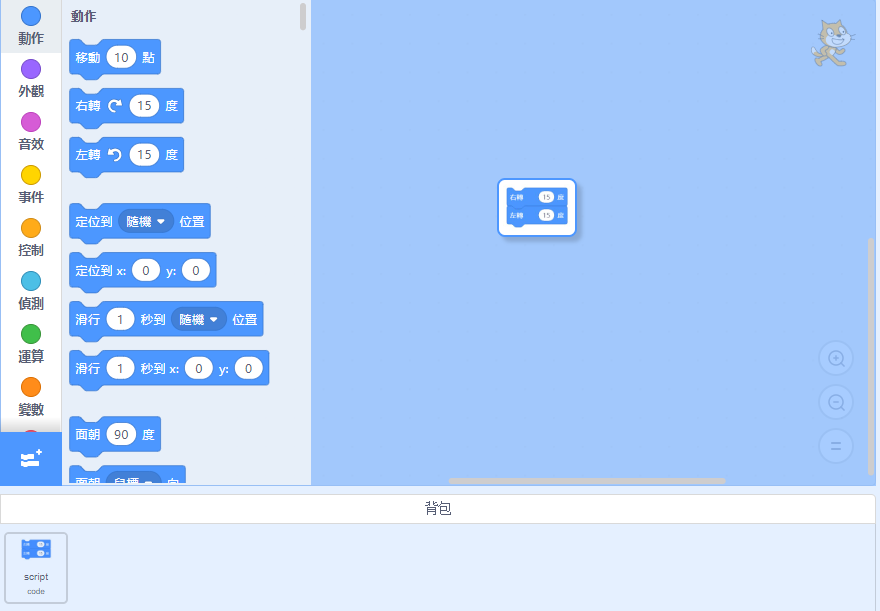 動作
外觀
音效
事件
控制
偵測
運算
變數
動作
移動 10 點
右轉 15 度
左轉 15 度
定位到 隨機 位置
定位到 x: 0 y: 0
滑行 1 秒到 隨機 位置
滑行 1 秒到 x: 0 y: 0
面朝 90 度
面朝 鼠標 向
右轉 15 度
左轉 15 度
背包
script
code